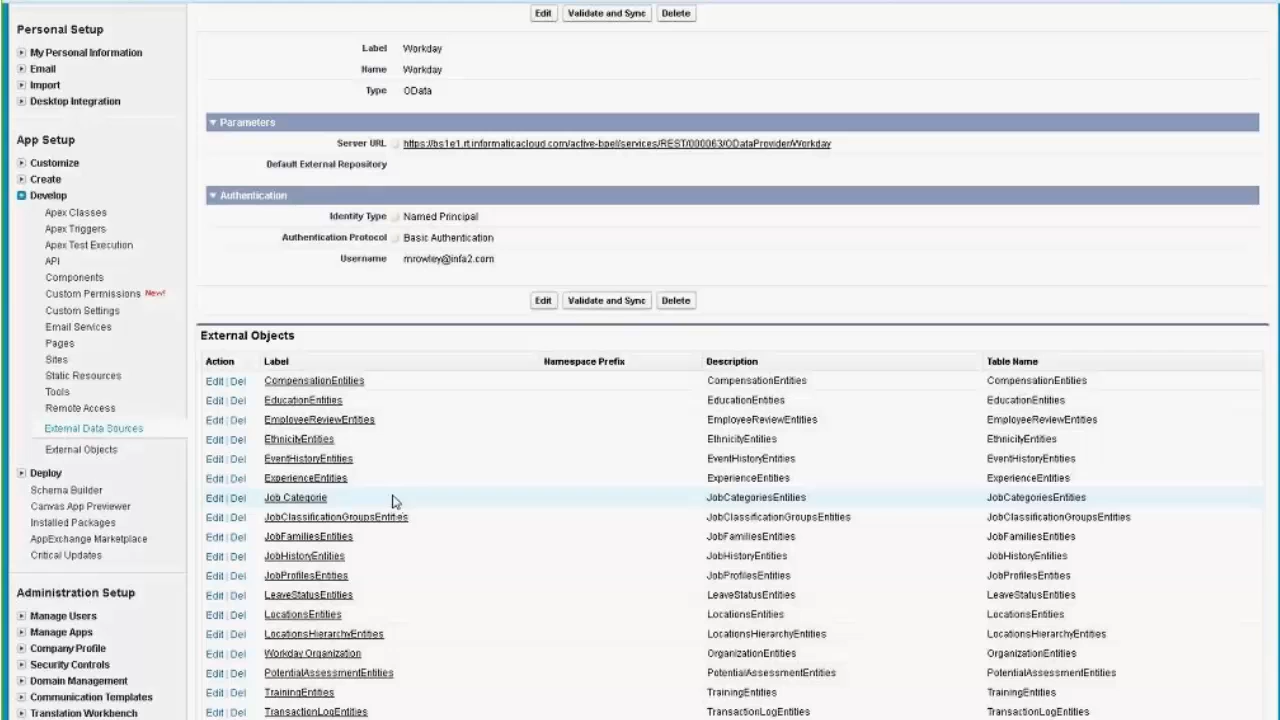 Personal Setup
My Personal Information
Email
Import
Desktop Integration
App Setup
Customize
Create
Develop
Apex Classes
Apex Triggers
Apex Test Execution
API
Components
Custom Permissions New!
Custom Settings
Email Services
Pages
Sites
Static Resources
Tools
Remote Access
External Data Sources
External Objects
Deploy
Schema Builder
Canvas App Previewer
Installed Packages
AppExchange Marketplace
Critical Updates
Administration Setup
Manage Users
Manage Apps
Company Profile
Security Controls
Domain Management
Communication Templates
Translation Workbench
Edit Validate and Sync Delete
Label Workday
Name Workday
Type OData
Parameters
Server URL https://bs1e1.rt.informaticacloud.com/active-bpel/services/REST/000063/ODataProvider/Workday
Default External Repository
Authentication
Identity Type Named Principal
Authentication Protocol Basic Authentication
Username mrowley@infa2.com
Edit Validate and Sync Delete
External Objects
Action Label Namespace Prefix Description Table Name
Edit | Del CompensationEntities CompensationEntities CompensationEntities
Edit | Del EducationEntities EducationEntities EducationEntities
Edit | Del EmployeeReviewEntities EmployeeReviewEntities EmployeeReviewEntities
Edit | Del EthnicityEntities EthnicityEntities EthnicityEntities
Edit | Del EventHistoryEntities EventHistoryEntities EventHistoryEntities
Edit | Del ExperienceEntities ExperienceEntities ExperienceEntities
Edit | Del Job Categorie JobCategoriesEntities JobCategoriesEntities
Edit | Del JobClassificationGroupsEntities JobClassificationGroupsEntities JobClassificationGroupsEntities
Edit | Del JobFamiliesEntities JobFamiliesEntities JobFamiliesEntities
Edit | Del JobHistoryEntities JobHistoryEntities JobHistoryEntities
Edit | Del JobProfilesEntities JobProfilesEntities JobProfilesEntities
Edit | Del LeaveStatusEntities LeaveStatusEntities LeaveStatusEntities
Edit | Del LocationsEntities LocationsEntities LocationsEntities
Edit | Del LocationsHierarchyEntities LocationsHierarchyEntities LocationsHierarchyEntities
Edit | Del Workday Organization OrganizationEntities OrganizationEntities
Edit | Del PotentialAssessmentEntities PotentialAssessmentEntities PotentialAssessmentEntities
Edit | Del TrainingEntities TrainingEntities TrainingEntities
Edit | Del TransactionLogEntities TransactionLogEntities TransactionLogEntities